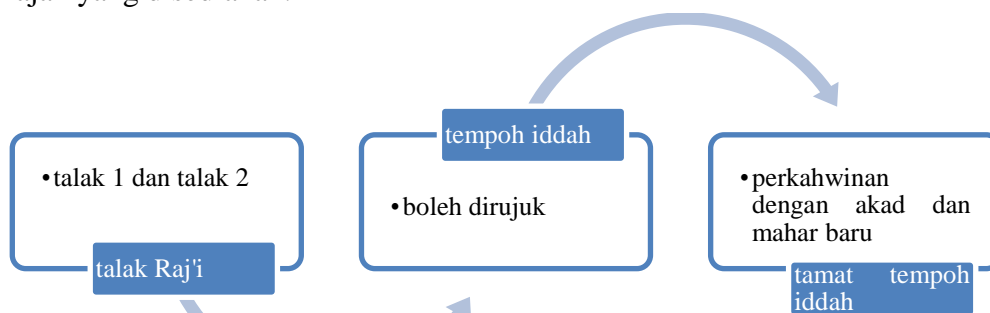 •talak 1 dan talak 2
talak Raj'i
tempoh iddah
•boleh dirujuk
•perkahwinan
dengan akad dan
mahar baru
tamat tempoh
iddah